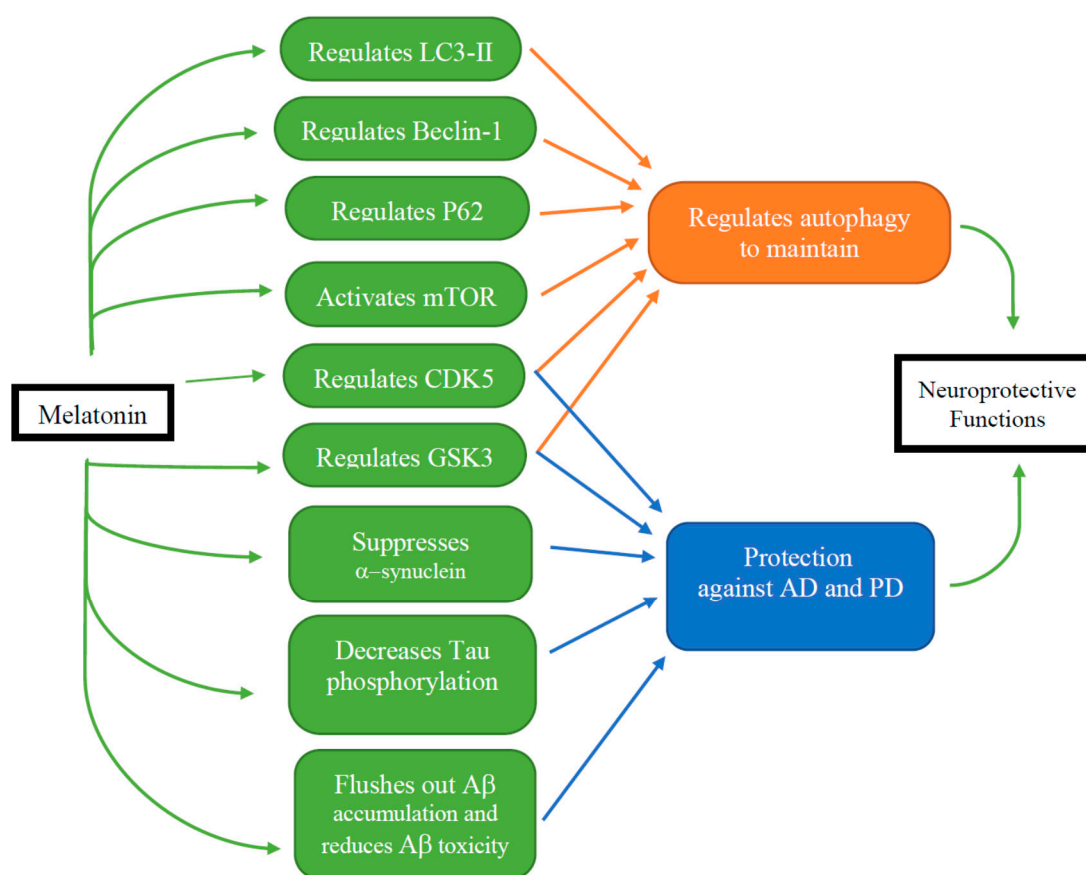 Regulates LC3-II
Regulates Beclin-1
Regulates P62
Activates mTOR
Regulates CDK5
Regulates GSK3
Suppresses
α–synuclein
Decreases Tau
phosphorylation
Flushes out Aβ
accumulation and
reduces Aβ toxicity
Melatonin
Regulates autophagy
to maintain
Protection
against AD and PD
Neuroprotective
Functions